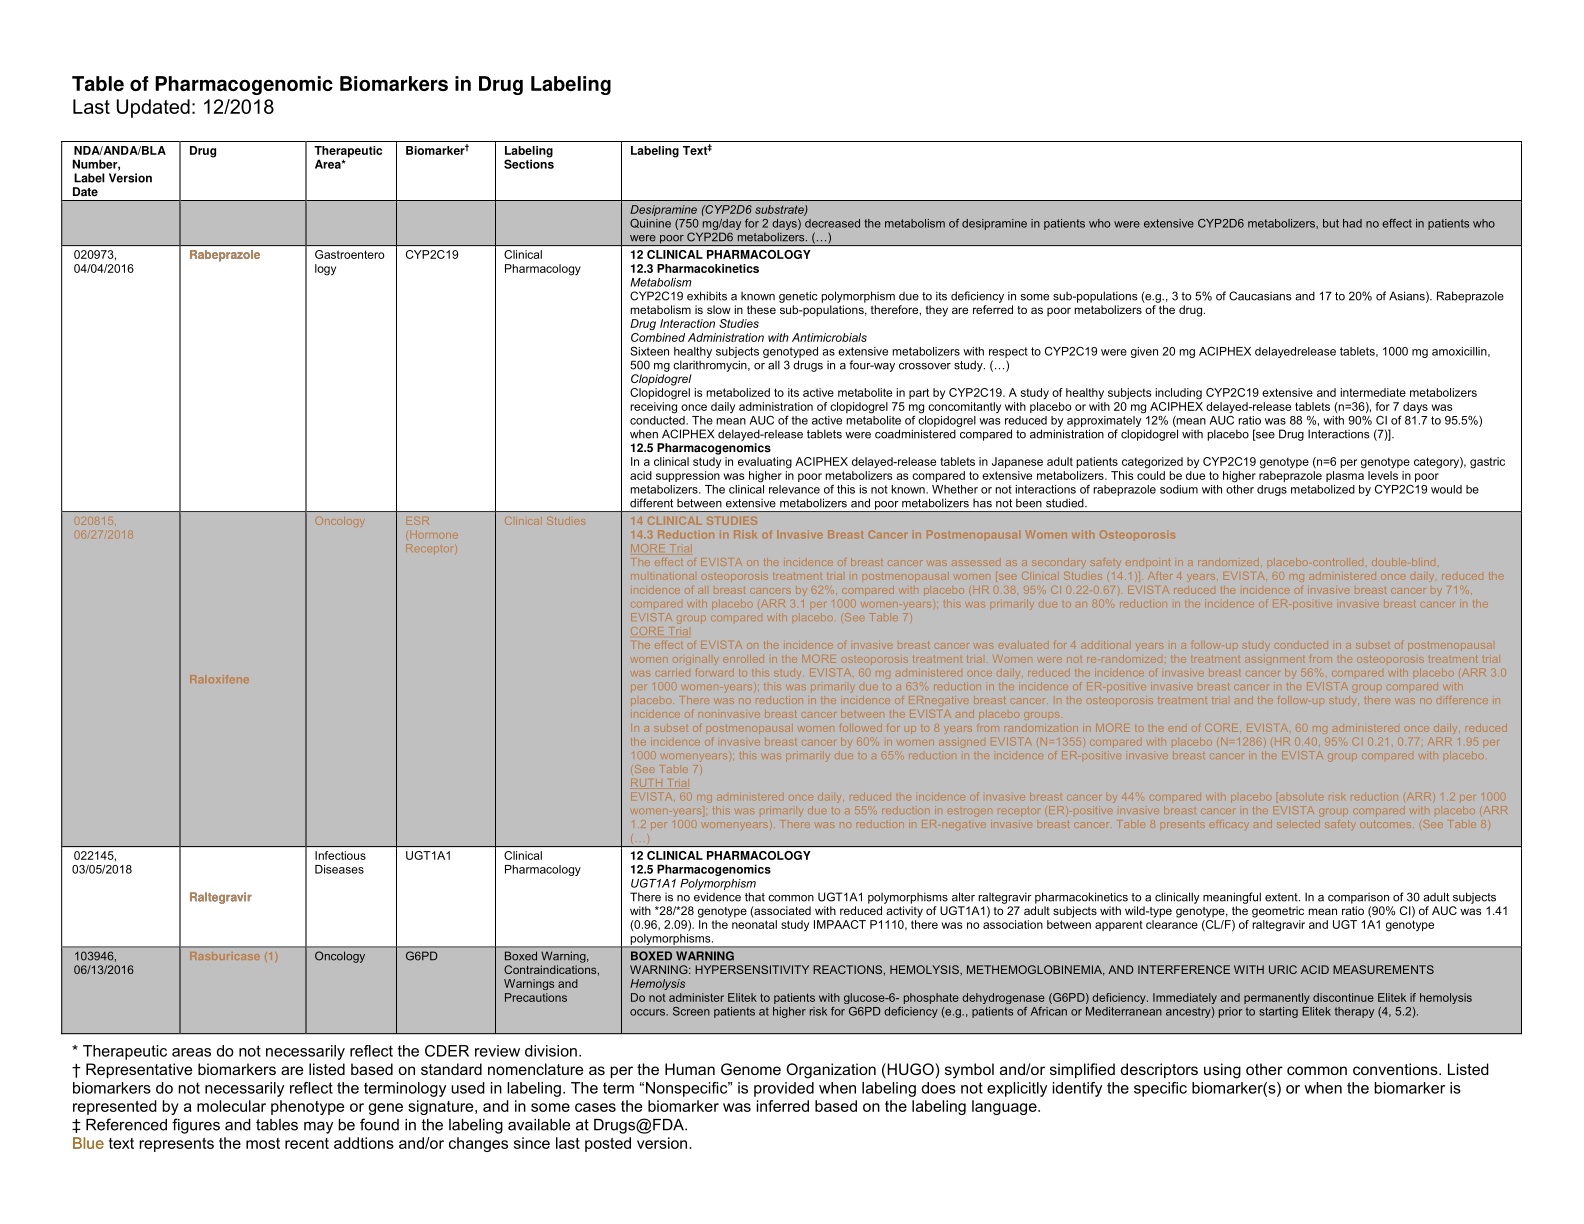 Table of Pharmacogenomic Biomarkers in Drug Labeling
Last Updated: 12/2018
NDA/ANDA/BLA
Number,
Label Version
Date
Drug
Therapeutic
Area*
Biomarker†
Labeling
Sections
Labeling Text‡
Desipramine (CYP2D6 substrate)
Quinine (750 mg/day for 2 days) decreased the metabolism of desipramine in patients who were extensive CYP2D6 metabolizers, but had no effect in patients who
were poor CYP2D6 metabolizers. (…)
020973,
04/04/2016
Rabeprazole
Gastroentero
logy
CYP2C19
Clinical
Pharmacology
12 CLINICAL PHARMACOLOGY
12.3 Pharmacokinetics
Metabolism
CYP2C19 exhibits a known genetic polymorphism due to its deficiency in some sub-populations (e.g., 3 to 5% of Caucasians and 17 to 20% of Asians). Rabeprazole
metabolism is slow in these sub-populations, therefore, they are referred to as poor metabolizers of the drug.
Drug Interaction Studies
Combined Administration with Antimicrobials
Sixteen healthy subjects genotyped as extensive metabolizers with respect to CYP2C19 were given 20 mg ACIPHEX delayedrelease tablets, 1000 mg amoxicillin,
500 mg clarithromycin, or all 3 drugs in a four-way crossover study. (…)
Clopidogrel
Clopidogrel is metabolized to its active metabolite in part by CYP2C19. A study of healthy subjects including CYP2C19 extensive and intermediate metabolizers
receiving once daily administration of clopidogrel 75 mg concomitantly with placebo or with 20 mg ACIPHEX delayed-release tablets (n=36), for 7 days was
conducted. The mean AUC of the active metabolite of clopidogrel was reduced by approximately 12% (mean AUC ratio was 88 %, with 90% CI of 81.7 to 95.5%)
when ACIPHEX delayed-release tablets were coadministered compared to administration of clopidogrel with placebo [see Drug Interactions (7)].
12.5 Pharmacogenomics
In a clinical study in evaluating ACIPHEX delayed-release tablets in Japanese adult patients categorized by CYP2C19 genotype (n=6 per genotype category), gastric
acid suppression was higher in poor metabolizers as compared to extensive metabolizers. This could be due to higher rabeprazole plasma levels in poor
metabolizers. The clinical relevance of this is not known. Whether or not interactions of rabeprazole sodium with other drugs metabolized by CYP2C19 would be
different between extensive metabolizers and poor metabolizers has not been studied.
020815,
06/27/2018
Raloxifene
Oncology
ESR
(Hormone
Receptor)
Clinical Studies
14 CLINICAL STUDIES
14.3 Reduction in Risk of Invasive Breast Cancer in Postmenopausal Women with Osteoporosis
MORE Trial
The effect of EVISTA on the incidence of breast cancer was assessed as a secondary safety endpoint in a randomized, placebo-controlled, double-blind,
multinational osteoporosis treatment trial in postmenopausal women [see Clinical Studies (14.1)]. After 4 years, EVISTA, 60 mg administered once daily, reduced the
incidence of all breast cancers by 62%, compared with placebo (HR 0.38, 95% CI 0.22-0.67). EVISTA reduced the incidence of invasive breast cancer by 71%,
compared with placebo (ARR 3.1 per 1000 women-years); this was primarily due to an 80% reduction in the incidence of ER-positive invasive breast cancer in the
EVISTA group compared with placebo. (See Table 7)
CORE Trial
The effect of EVISTA on the incidence of invasive breast cancer was evaluated for 4 additional years in a follow-up study conducted in a subset of postmenopausal
women originally enrolled in the MORE osteoporosis treatment trial. Women were not re-randomized; the treatment assignment from the osteoporosis treatment trial
was carried forward to this study. EVISTA, 60 mg administered once daily, reduced the incidence of invasive breast cancer by 56%, compared with placebo (ARR 3.0
per 1000 women-years); this was primarily due to a 63% reduction in the incidence of ER-positive invasive breast cancer in the EVISTA group compared with
placebo. There was no reduction in the incidence of ERnegative breast cancer. In the osteoporosis treatment trial and the follow-up study, there was no difference in
incidence of noninvasive breast cancer between the EVISTA and placebo groups.
In a subset of postmenopausal women followed for up to 8 years from randomization in MORE to the end of CORE, EVISTA, 60 mg administered once daily, reduced
the incidence of invasive breast cancer by 60% in women assigned EVISTA (N=1355) compared with placebo (N=1286) (HR 0.40, 95% CI 0.21, 0.77; ARR 1.95 per
1000 womenyears); this was primarily due to a 65% reduction in the incidence of ER-positive invasive breast cancer in the EVISTA group compared with placebo.
(See Table 7)
RUTH Trial
EVISTA, 60 mg administered once daily, reduced the incidence of invasive breast cancer by 44% compared with placebo [absolute risk reduction (ARR) 1.2 per 1000
women-years]; this was primarily due to a 55% reduction in estrogen receptor (ER)-positive invasive breast cancer in the EVISTA group compared with placebo (ARR
1.2 per 1000 womenyears). There was no reduction in ER-negative invasive breast cancer. Table 8 presents efficacy and selected safety outcomes. (See Table 8)
(…)
022145,
03/05/2018
Raltegravir
Infectious
Diseases
UGT1A1
Clinical
Pharmacology
12 CLINICAL PHARMACOLOGY
12.5 Pharmacogenomics
UGT1A1 Polymorphism
There is no evidence that common UGT1A1 polymorphisms alter raltegravir pharmacokinetics to a clinically meaningful extent. In a comparison of 30 adult subjects
with *28/*28 genotype (associated with reduced activity of UGT1A1) to 27 adult subjects with wild-type genotype, the geometric mean ratio (90% CI) of AUC was 1.41
(0.96, 2.09). In the neonatal study IMPAACT P1110, there was no association between apparent clearance (CL/F) of raltegravir and UGT 1A1 genotype
polymorphisms.
103946,
06/13/2016
Rasburicase (1)
Oncology
G6PD
Boxed Warning,
Contraindications,
Warnings and
Precautions
BOXED WARNING
WARNING: HYPERSENSITIVITY REACTIONS, HEMOLYSIS, METHEMOGLOBINEMIA, AND INTERFERENCE WITH URIC ACID MEASUREMENTS
Hemolysis
Do not administer Elitek to patients with glucose-6- phosphate dehydrogenase (G6PD) deficiency. Immediately and permanently discontinue Elitek if hemolysis
occurs. Screen patients at higher risk for G6PD deficiency (e.g., patients of African or Mediterranean ancestry) prior to starting Elitek therapy (4, 5.2).
* Therapeutic areas do not necessarily reflect the CDER review division.
† Representative biomarkers are listed based on standard nomenclature as per the Human Genome Organization (HUGO) symbol and/or simplified descriptors using other common conventions. Listed
biomarkers do not necessarily reflect the terminology used in labeling. The term “Nonspecific” is provided when labeling does not explicitly identify the specific biomarker(s) or when the biomarker is
represented by a molecular phenotype or gene signature, and in some cases the biomarker was inferred based on the labeling language.
‡ Referenced figures and tables may be found in the labeling available at Drugs@FDA.
Blue text represents the most recent addtions and/or changes since last posted version.